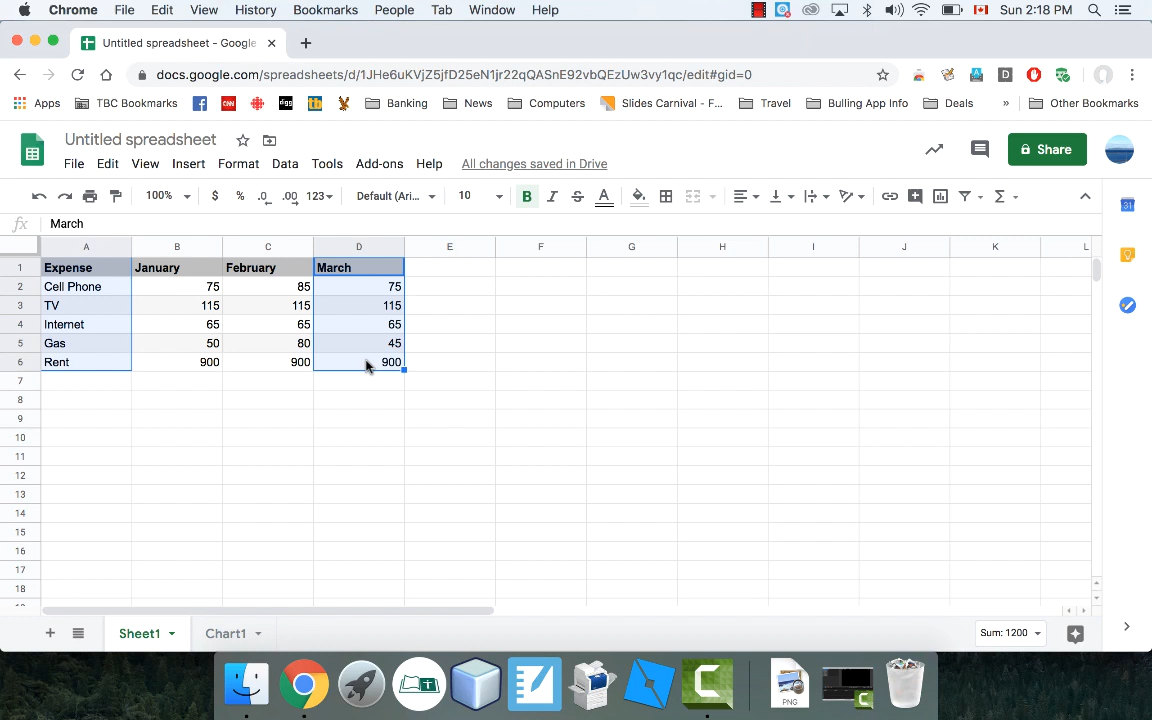 Chrome File Edit View History Bookmarks People Tab Window Help Sun 2:18 PM
Untitled spreadsheet - Google
docs.google.com/spreadsheets/d/1JHe6uKVjZ5jfD25eN1jr22qQASnE92vbQEzUw3vy1qc/edit#gid=0
Apps TBC Bookmarks CNN digg tb Banking News Computers Slides Carnival - F... Travel Bulling App Info Deals » Other Bookmarks
Untitled spreadsheet
Share
File Edit View Insert Format Data Tools Add-ons Help All changes saved in Drive
100% $ % .0 .00 123 Default (Ari... 10 B I S A
fx March
A B C D E F G H I J K L
1 Expense January February March
2 Cell Phone 75 85 75
3 TV 115 115 115
4 Internet 65 65 65
5 Gas 50 80 45
6 Rent 900 900 900
7
8
9
10
11
12
13
14
15
16
17
18
Sheet1 Chart1 Sum: 1200
PNG